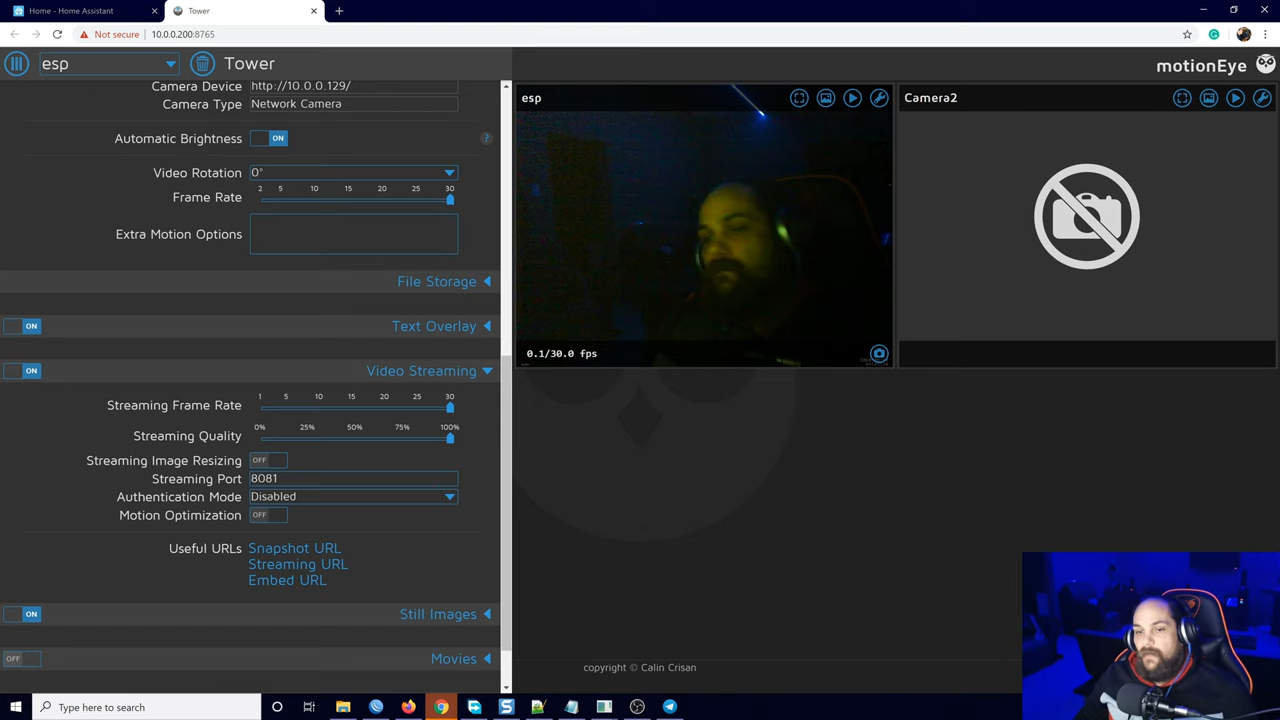 Home - Home Assistant
Tower
Not secure 10.0.0.200:8765
esp
Tower
motionEye
Camera Device http://10.0.0.129/
Camera Type Network Camera
Automatic Brightness ON ?
Video Rotation 0°
2 5 10 15 20 25 30
Frame Rate
Extra Motion Options
File Storage
ON Text Overlay
ON Video Streaming
1 5 10 15 20 25 30
Streaming Frame Rate
0% 25% 50% 75% 100%
Streaming Quality
Streaming Image Resizing OFF
Streaming Port 8081
Authentication Mode Disabled
Motion Optimization OFF
Useful URLs Snapshot URL
Streaming URL
Embed URL
ON Still Images
OFF Movies
esp
0.1/30.0 fps
Camera2
copyright © Calin Crisan
Type here to search